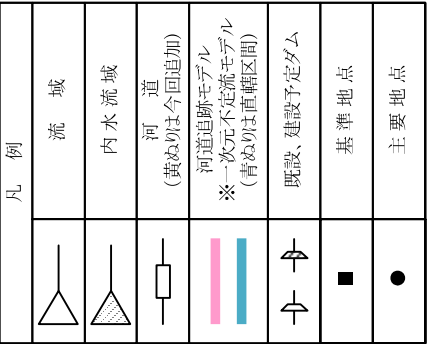 凡　例
流　域
内水流域
河　道
(黄ぬりは今回追加)
河道追跡モデル
※一次元不定流モデル
(青ぬりは直轄区間)
既設、建設予定ダム
基準地点
主要地点